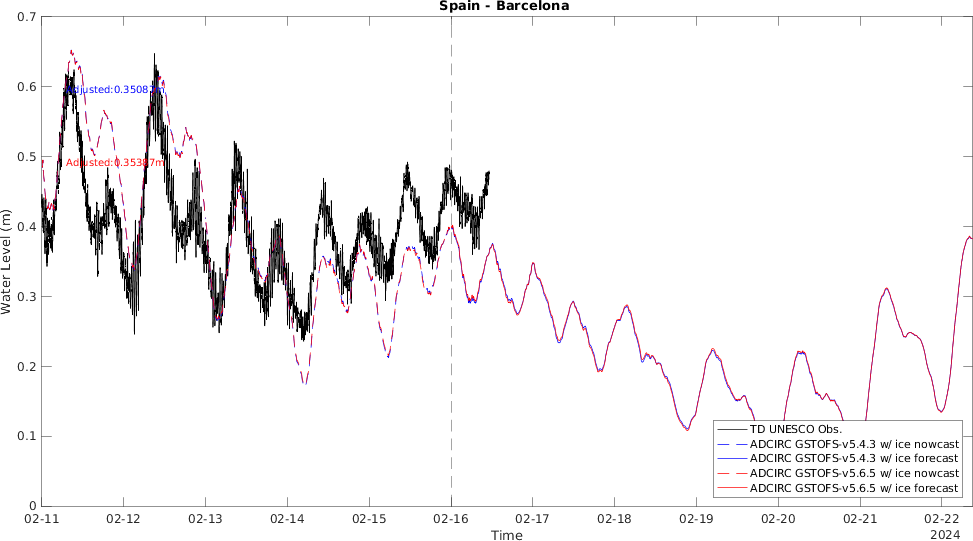 Spain - Barcelona
0.7
0.6
0.5
0.4
0.3
0.2
0.1
0
Water Level (m)
Adjusted:0.35087m
Adjusted:0.35387m
TD UNESCO Obs.
ADCIRC GSTOFS-v5.4.3 w/ ice nowcast
ADCIRC GSTOFS-v5.4.3 w/ ice forecast
ADCIRC GSTOFS-v5.6.5 w/ ice nowcast
ADCIRC GSTOFS-v5.6.5 w/ ice forecast
02-11 02-12 02-13 02-14 02-15 02-16 02-17 02-18 02-19 02-20 02-21 02-22
Time
2024